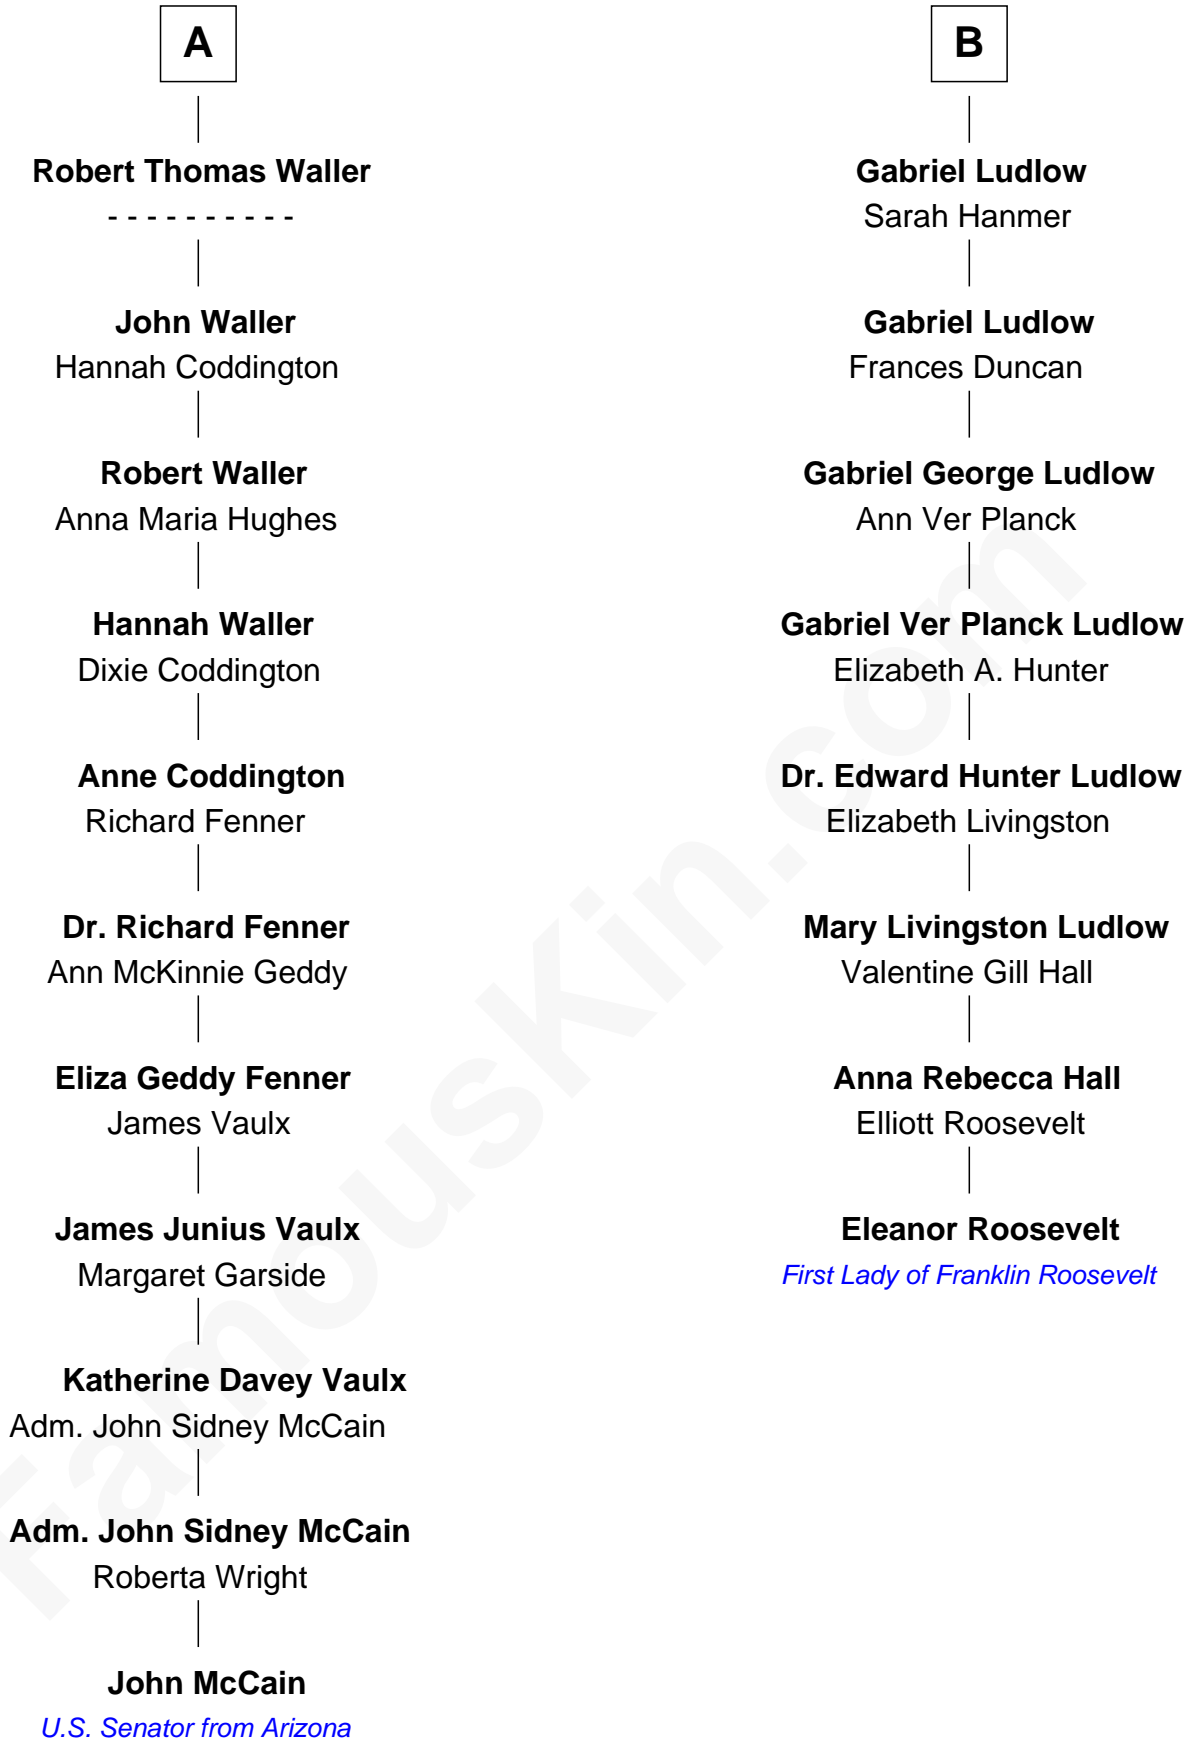 A
Robert Thomas Waller
- - - - - - - - - -
John Waller
Hannah Coddington
Robert Waller
Anna Maria Hughes
Hannah Waller
Dixie Coddington
Anne Coddington
Richard Fenner
Dr. Richard Fenner
Ann McKinnie Geddy
Eliza Geddy Fenner
James Vaulx
James Junius Vaulx
Margaret Garside
Katherine Davey Vaulx
Adm. John Sidney McCain
Adm. John Sidney McCain
Roberta Wright
John McCain
U.S. Senator from Arizona
B
Gabriel Ludlow
Sarah Hanmer
Gabriel Ludlow
Frances Duncan
Gabriel George Ludlow
Ann Ver Planck
Gabriel Ver Planck Ludlow
Elizabeth A. Hunter
Dr. Edward Hunter Ludlow
Elizabeth Livingston
Mary Livingston Ludlow
Valentine Gill Hall
Anna Rebecca Hall
Elliott Roosevelt
Eleanor Roosevelt
First Lady of Franklin Roosevelt
FamousKin.com